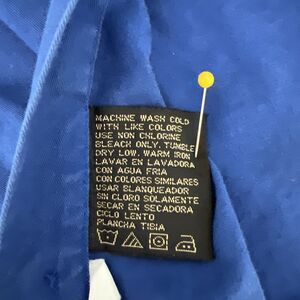 MACHINE WASH COLD
WITH LIKE COLORS
USE NON CHLORINE
BLEACH ONLY. TUMBLE
DRY LOW. WARM IRON
LAVAR EN LAVADORA
CON AGUA FRIA
CON COLORES SIMILARES
USAR BLANQUEADOR
SIN CLORO SOLAMENTE
SECAR EN SECADORA
CICLO LENTO
PLANCHA TIBIA